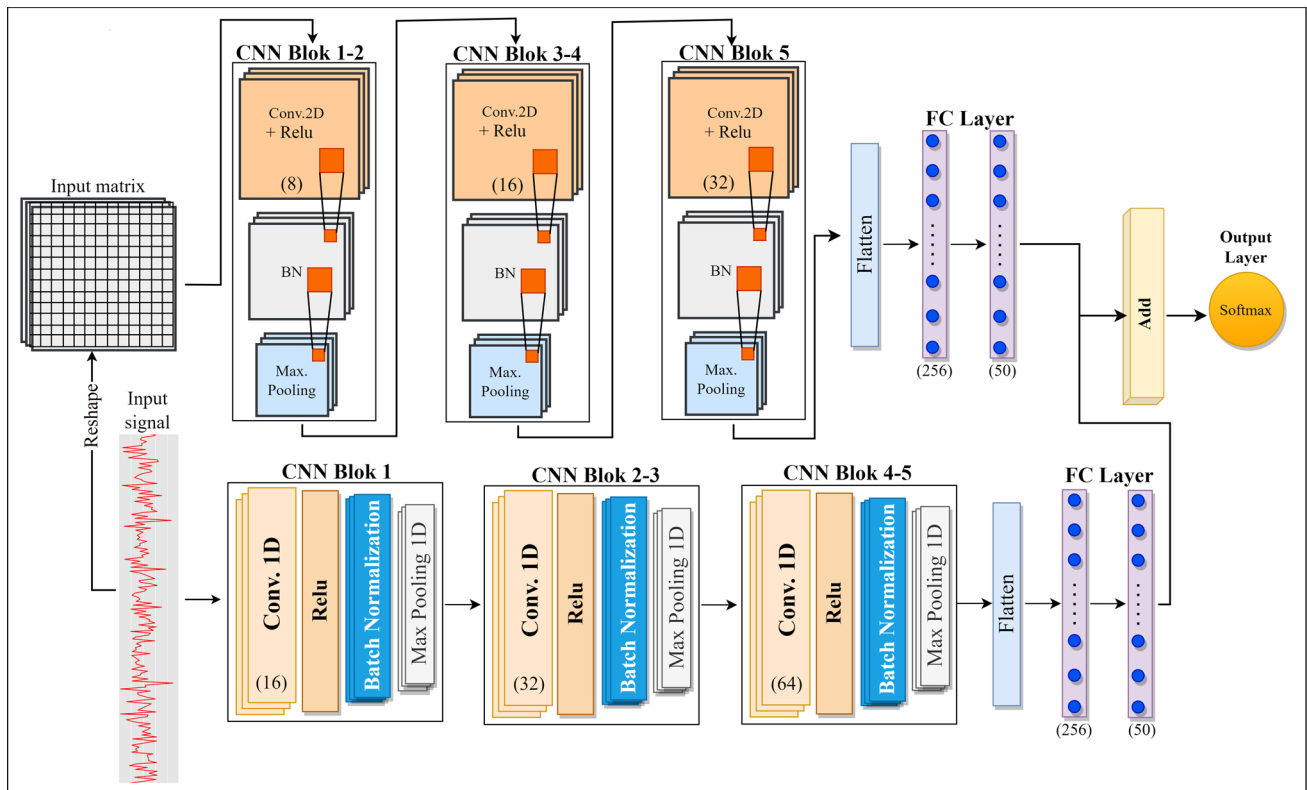 CNN Blok 1-2
Conv.2D
+ Relu
(8)
BN
Max.
Pooling
CNN Blok 3-4
Conv.2D
+ Relu
(16)
BN
Max.
Pooling
CNN Blok 5
Conv.2D
+ Relu
(32)
BN
Max.
Pooling
Flatten
FC Layer
(256)
(50)
Add
Output
Layer
Softmax
Input matrix
Reshape
Input
signal
CNN Blok 1
Conv. 1D
(16)
Relu
Batch Normalization
Max Pooling 1D
CNN Blok 2-3
Conv. 1D
(32)
Relu
Batch Normalization
Max Pooling 1D
CNN Blok 4-5
Conv. 1D
(64)
Relu
Batch Normalization
Max Pooling 1D
Flatten
FC Layer
(256)
(50)